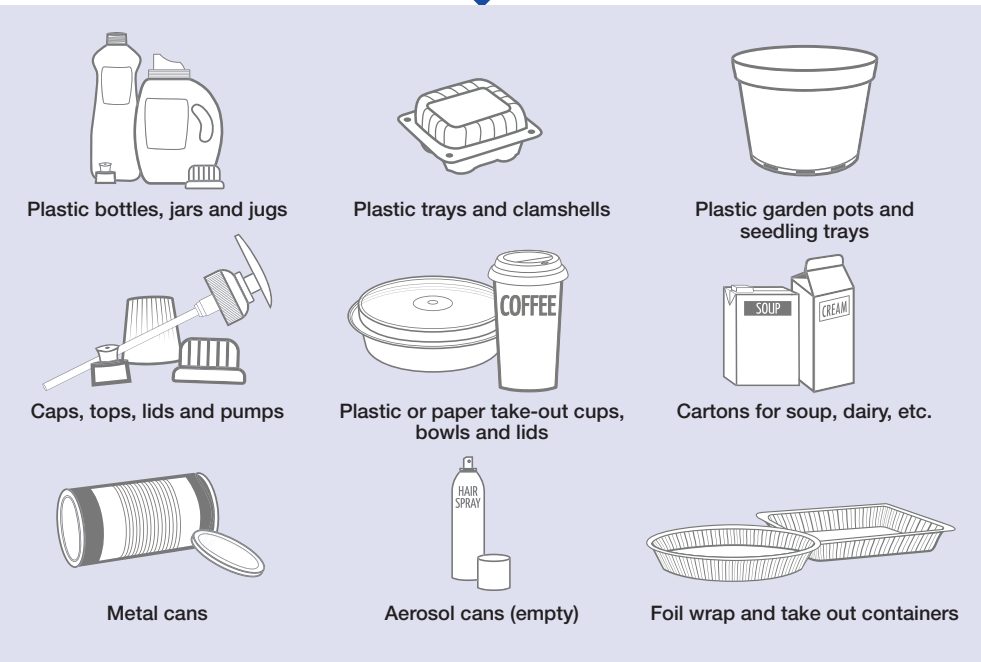 Plastic bottles, jars and jugs
Plastic trays and clamshells
Plastic garden pots and
seedling trays
COFFEE
SOUP
CREAM
Caps, tops, lids and pumps
Plastic or paper take-out cups,
bowls and lids
Cartons for soup, dairy, etc.
HAIR
SPRAY
Metal cans
Aerosol cans (empty)
Foil wrap and take out containers